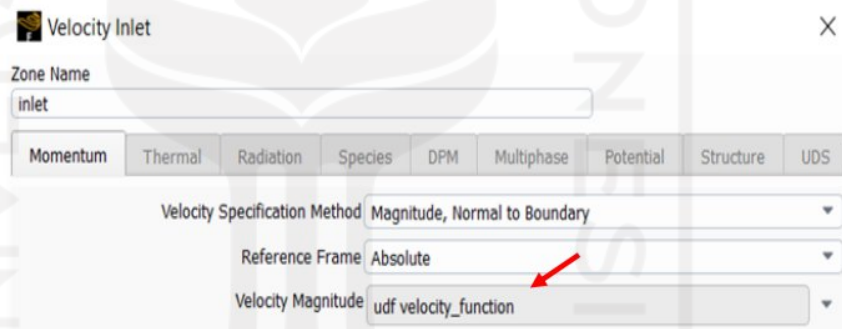 Velocity Inlet
Zone Name
inlet
Momentum Thermal Radiation Species DPM Multiphase Potential Structure UDS
Velocity Specification Method Magnitude, Normal to Boundary
Reference Frame Absolute
Velocity Magnitude udf velocity_function